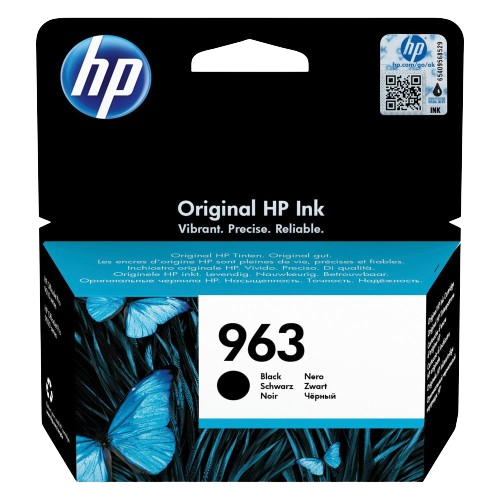 hp
hp
hp.com/go/ok
65409568529
INK
Original HP Ink
Vibrant. Precise. Reliable.
Original HP Tinten. Original gut.
Les encres d'origine HP sont pleines de vie, précises et fiables.
Inchiostro originale HP. Vivido. Preciso. Di qualità.
Originele HP inkt. Levendig. Nauwkeurig. Betrouwbaar.
Оригинальные чернила HP. Насыщенность. Точность. Надёжность.
963
Black Nero
Schwarz Zwart
Noir Чёрный